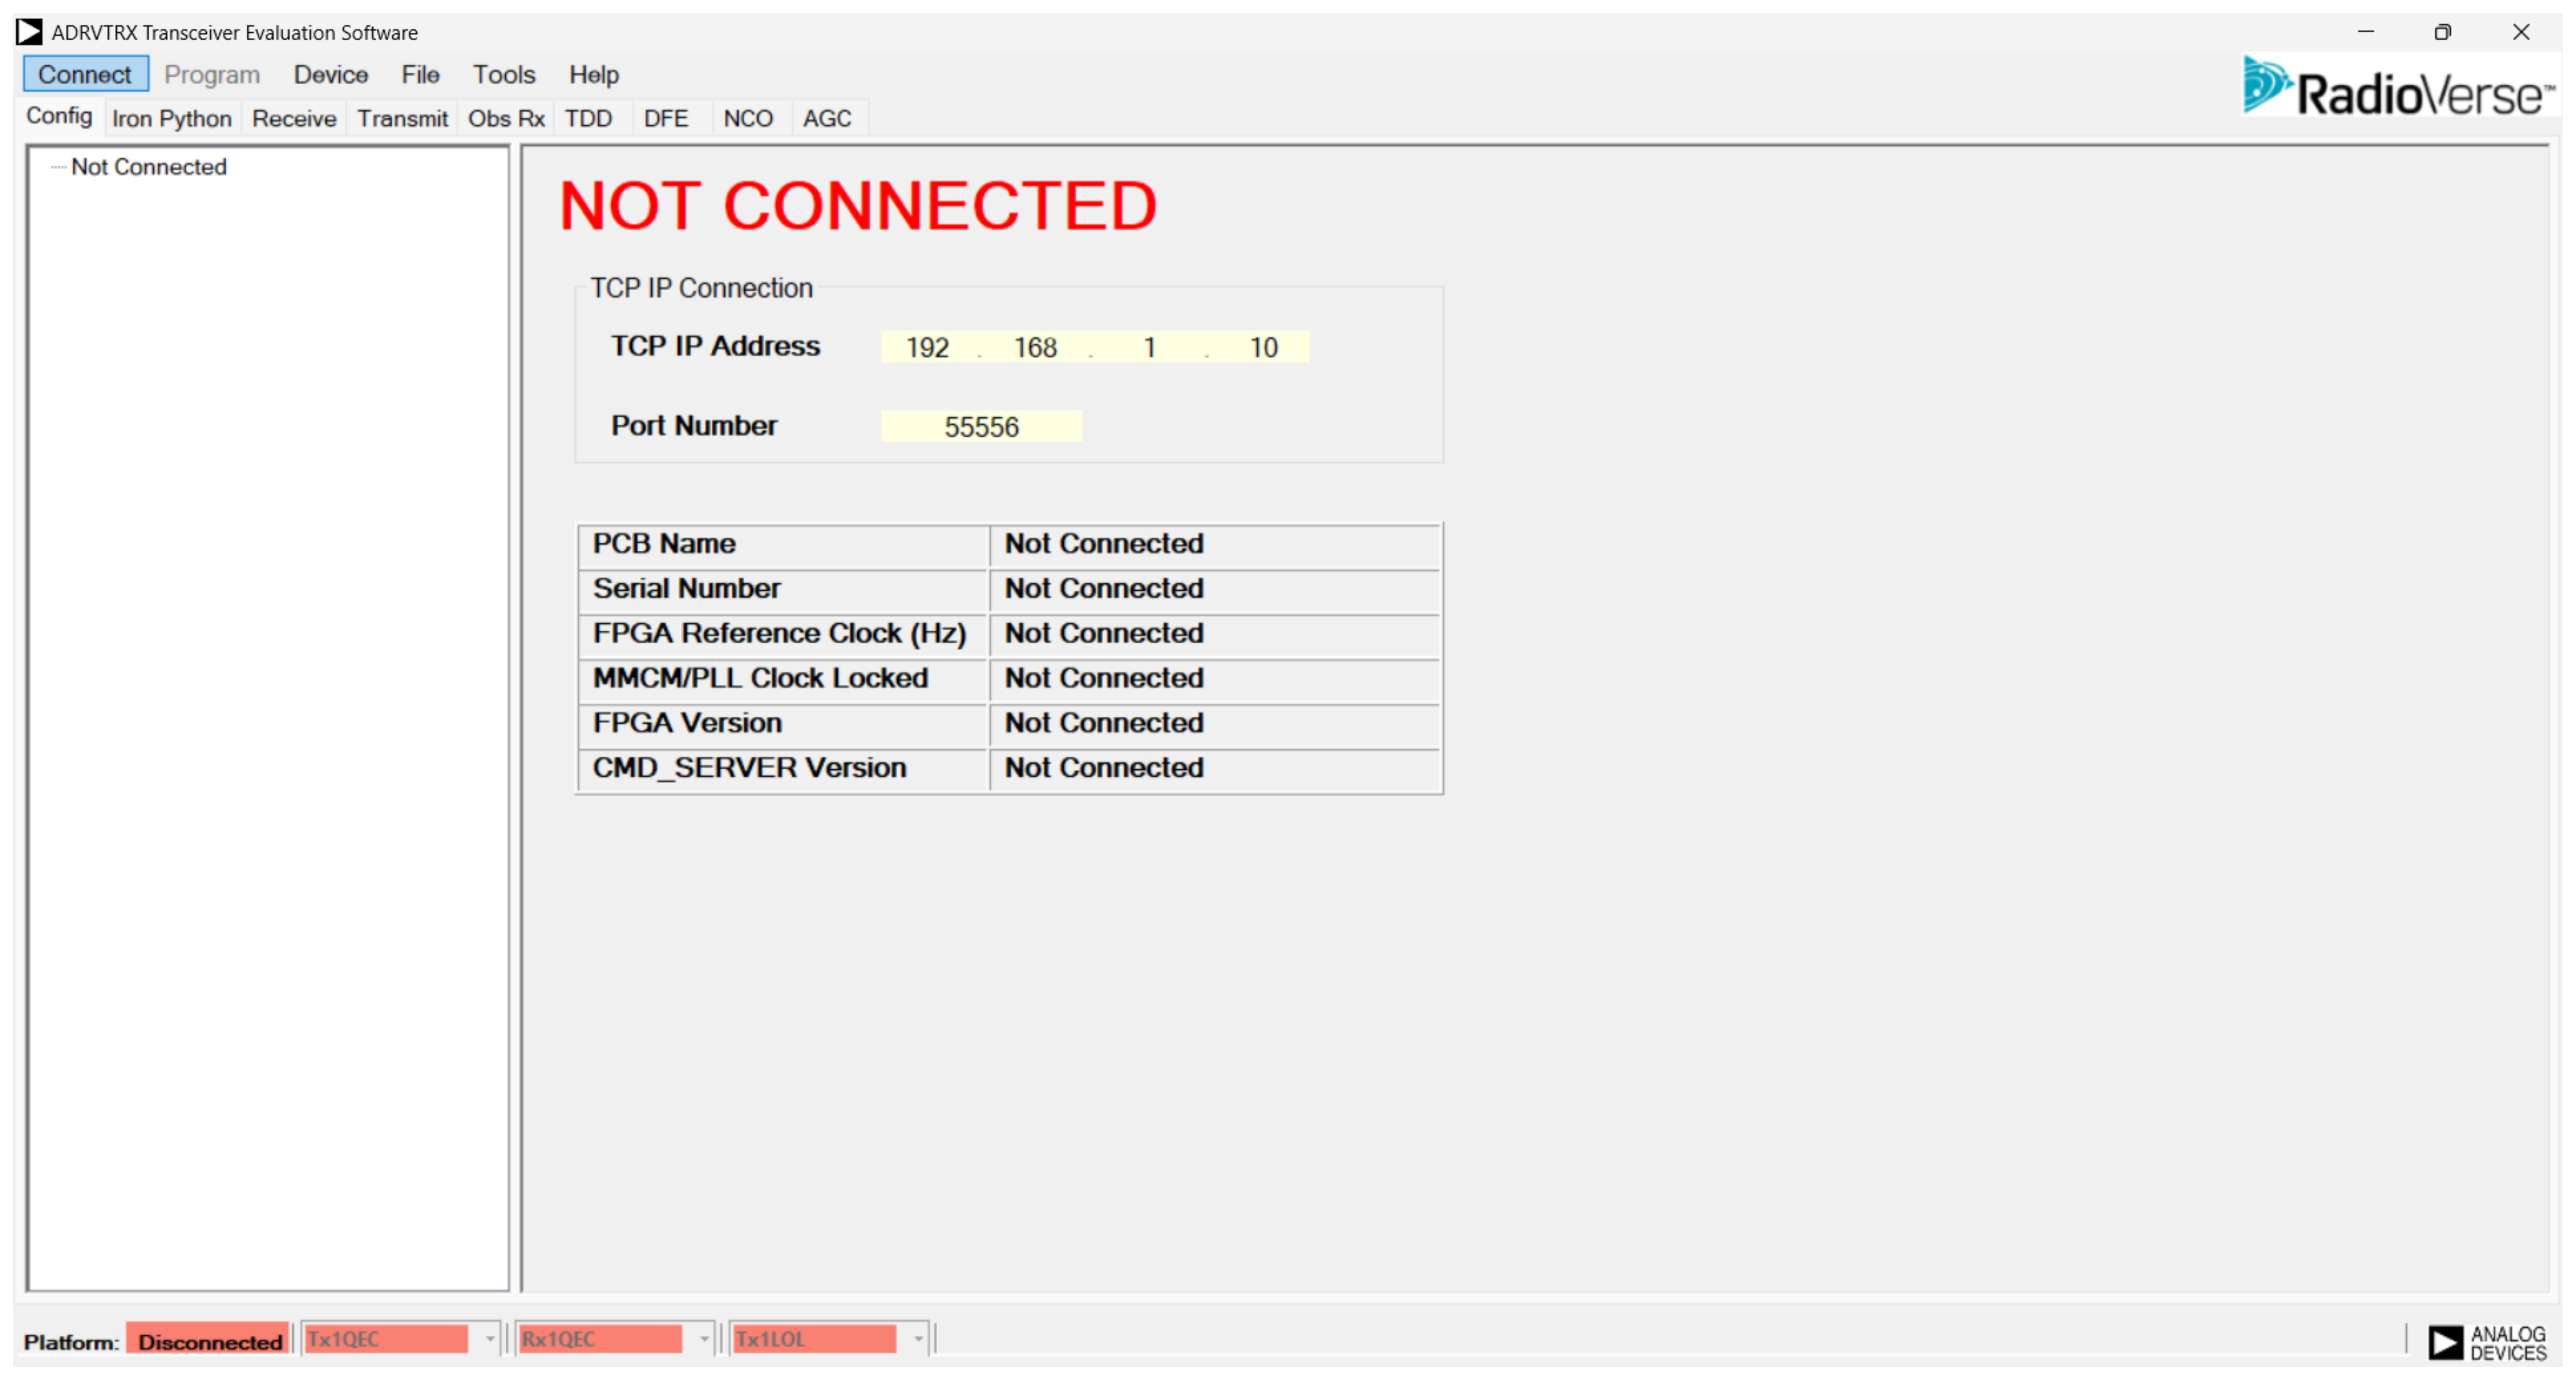 ADRVTRX Transceiver Evaluation Software
Connect Program Device File Tools Help
RadioVerse™
Config Iron Python Receive Transmit Obs Rx TDD DFE NCO AGC
Not Connected
NOT CONNECTED
TCP IP Connection
TCP IP Address 192 . 168 . 1 . 10
Port Number 55556
PCB Name Not Connected
Serial Number Not Connected
FPGA Reference Clock (Hz) Not Connected
MMCM/PLL Clock Locked Not Connected
FPGA Version Not Connected
CMD_SERVER Version Not Connected
Platform: Disconnected Tx1QEC Rx1QEC Tx1LOL
ANALOG
DEVICES